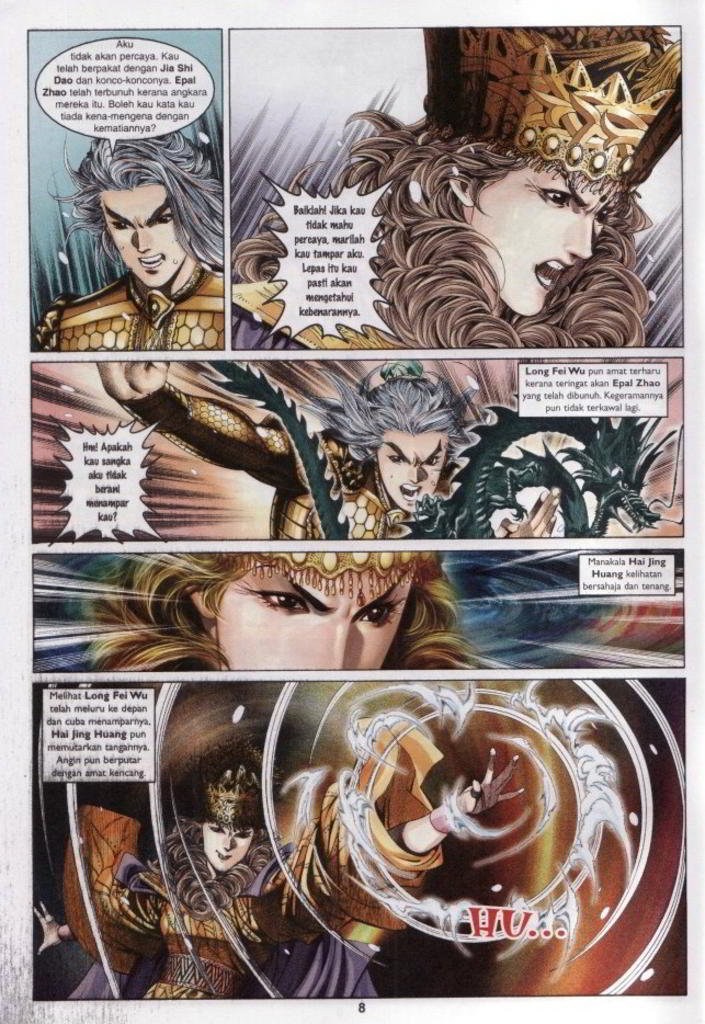 Aku
tidak akan percaya. Kau
telah berpakat dengan Jia Shi
Dao dan konco-konconya. Epal
Zhao telah terbunuh kerana angkara
mereka itu. Boleh kau kata kau
tiada kena-mengena dengan
kematiannya?
Baiklah! Jika kau
tidak mahu
percaya, marilah
kau tampar aku.
Lepas itu kau
pasti akan
mengetahui
kebenarannya.
Long Fei Wu pun amat terharu
kerana teringat akan Epal Zhao
yang telah dibunuh. Kegeramannya
pun tidak terkawal lagi.
Hm! Apakah
kau sangka
aku tidak
berani
menampar
kau?
Manakala Hai Jing
Huang kelihatan
bersahaja dan tenang.
Melihat Long Fei Wu
telah meluru ke depan
dan cuba menamparnya,
Hai Jing Huang pun
memutarkan tangannya.
Angin pun berputar
dengan amat kencang.
HU...
8